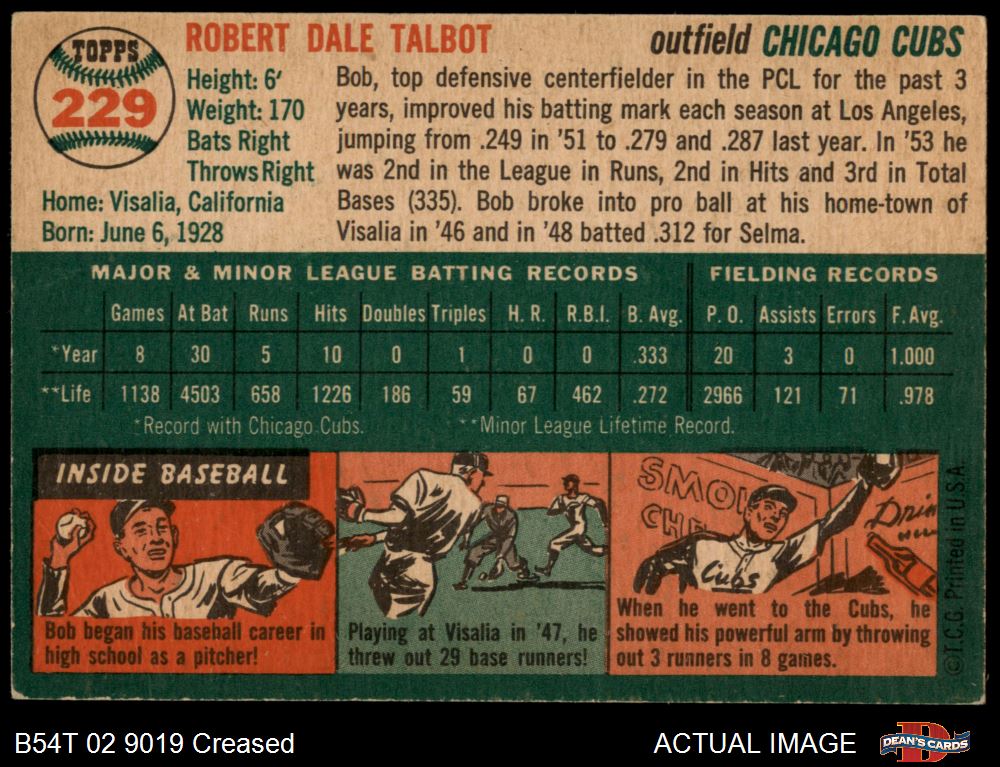 TOPPS
229
ROBERT DALE TALBOT
outfield CHICAGO CUBS
Height: 6'
Weight: 170
Bats Right
Throws Right
Home: Visalia, California
Born: June 6, 1928
Bob, top defensive centerfielder in the PCL for the past 3
years, improved his batting mark each season at Los Angeles,
jumping from .249 in '51 to .279 and .287 last year. In '53 he
was 2nd in the League in Runs, 2nd in Hits and 3rd in Total
Bases (335). Bob broke into pro ball at his home-town of
Visalia in '46 and in '48 batted .312 for Selma.
MAJOR & MINOR LEAGUE BATTING RECORDS FIELDING RECORDS
Games At Bat Runs Hits Doubles Triples H. R. R.B.I. B. Avg. P. O. Assists Errors F. Avg.
*Year 8 30 5 10 0 1 0 0 .333 20 3 0 1.000
**Life 1138 4503 658 1226 186 59 67 462 .272 2966 121 71 .978
*Record with Chicago Cubs. **Minor League Lifetime Record.
INSIDE BASEBALL
Bob began his baseball career in
high school as a pitcher!
Playing at Visalia in '47, he
threw out 29 base runners!
SMO
CH
Cubs
Drin
When he went to the Cubs, he
showed his powerful arm by throwing
out 3 runners in 8 games.
©T.C.G. Printed in U.S.A.
B54T 02 9019 Creased
ACTUAL IMAGE
DEAN'S CARDS